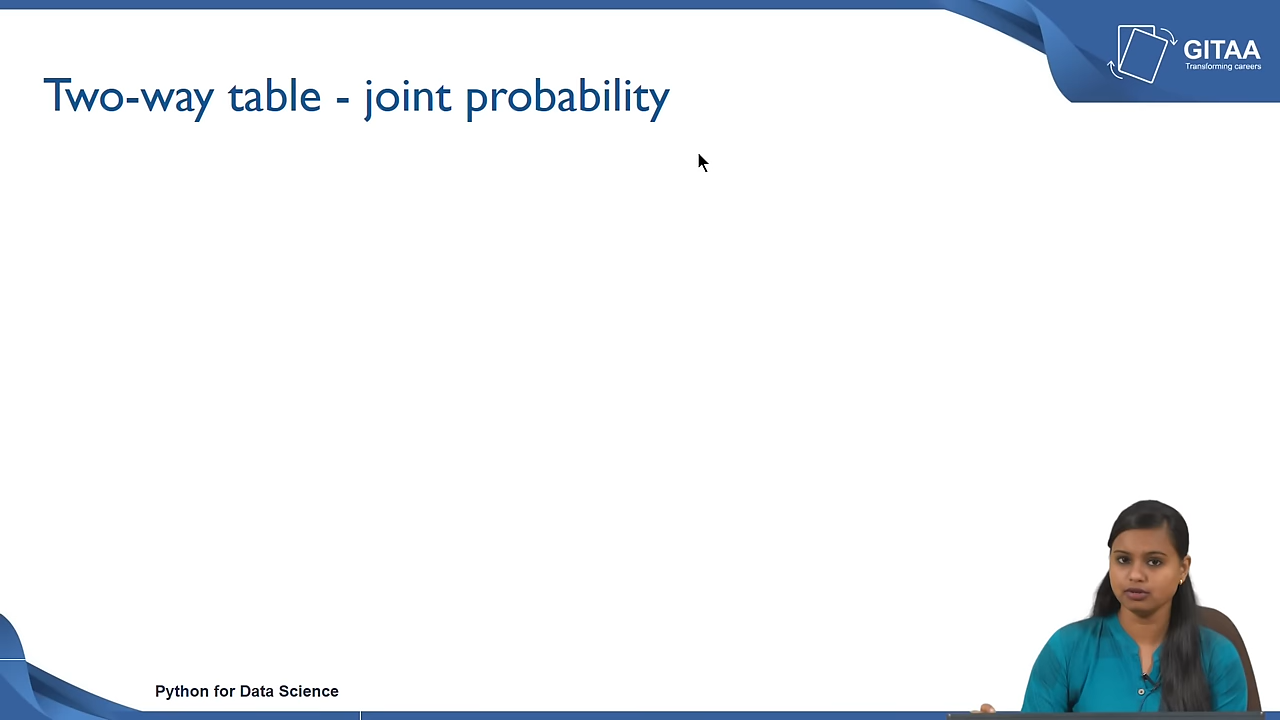 GITAA
Transforming careers
Two-way table - joint probability
Python for Data Science